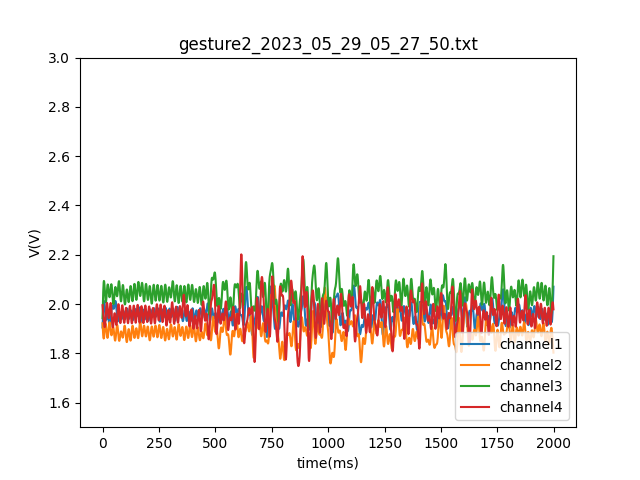 gesture2_2023_05_29_05_27_50.txt
3.0
2.8
2.6
2.4
2.2
2.0
1.8
1.6
V(V)
channel1
channel2
channel3
channel4
0 250 500 750 1000 1250 1500 1750 2000
time(ms)